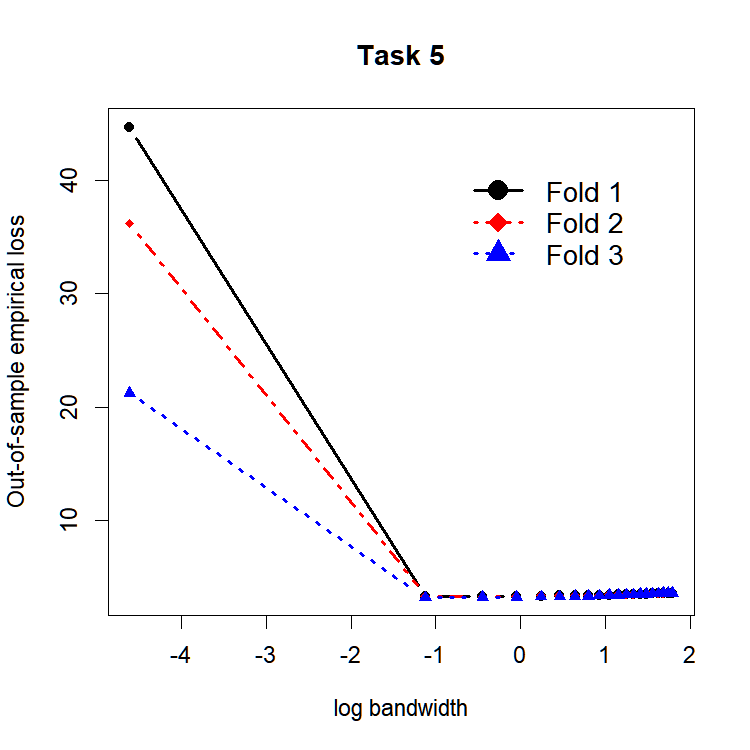 Task 5
Out-of-sample empirical loss
40
30
20
10
Fold 1
Fold 2
Fold 3
-4 -3 -2 -1 0 1 2
log bandwidth